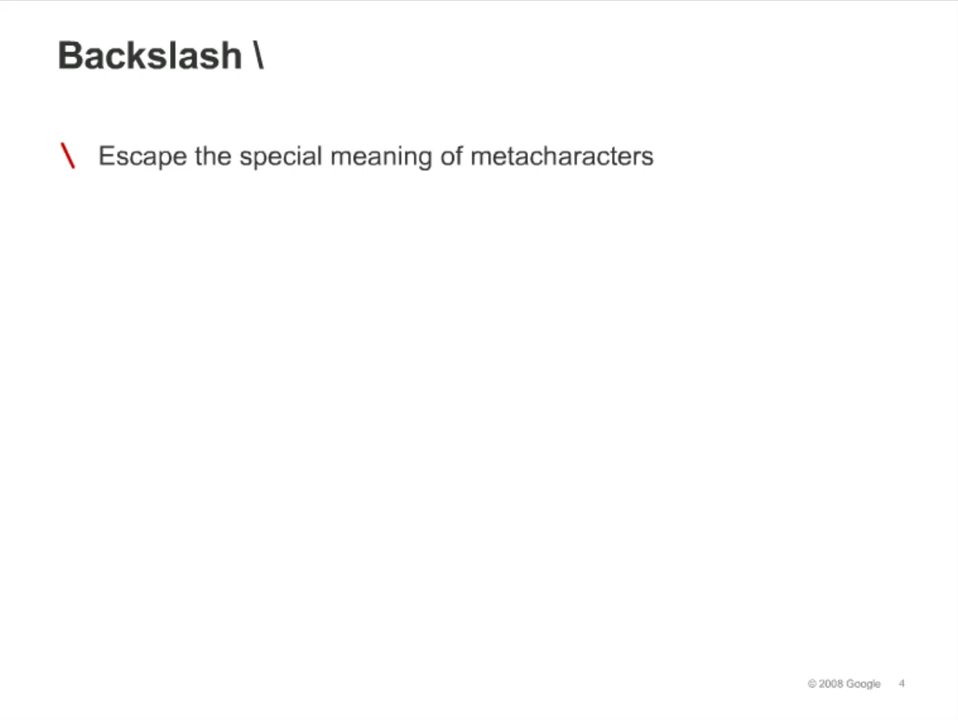 Backslash \
\ Escape the special meaning of metacharacters
© 2008 Google 4